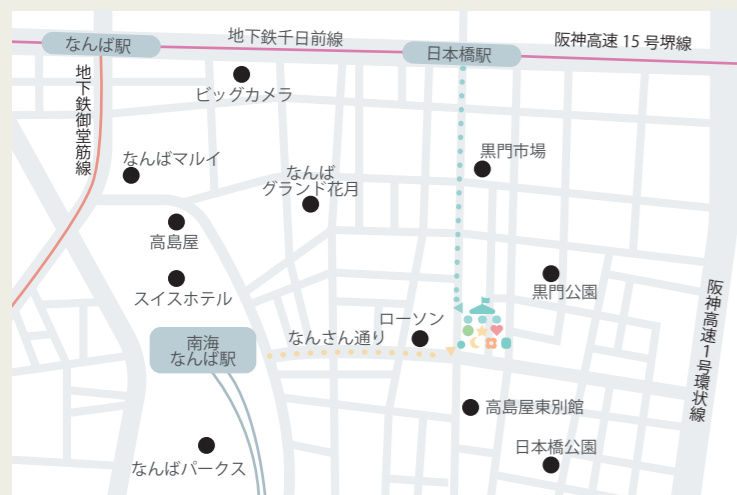 なんば駅
地下鉄千日前線
日本橋駅
阪神高速 15 号堺線
地下鉄御堂筋線
ビッグカメラ
なんばマルイ
なんば
グランド花月
黒門市場
高島屋
スイスホテル
黒門公園
阪神高速1号環状線
南海
なんば駅
なんさん通り
ローソン
高島屋東別館
なんばパークス
日本橋公園